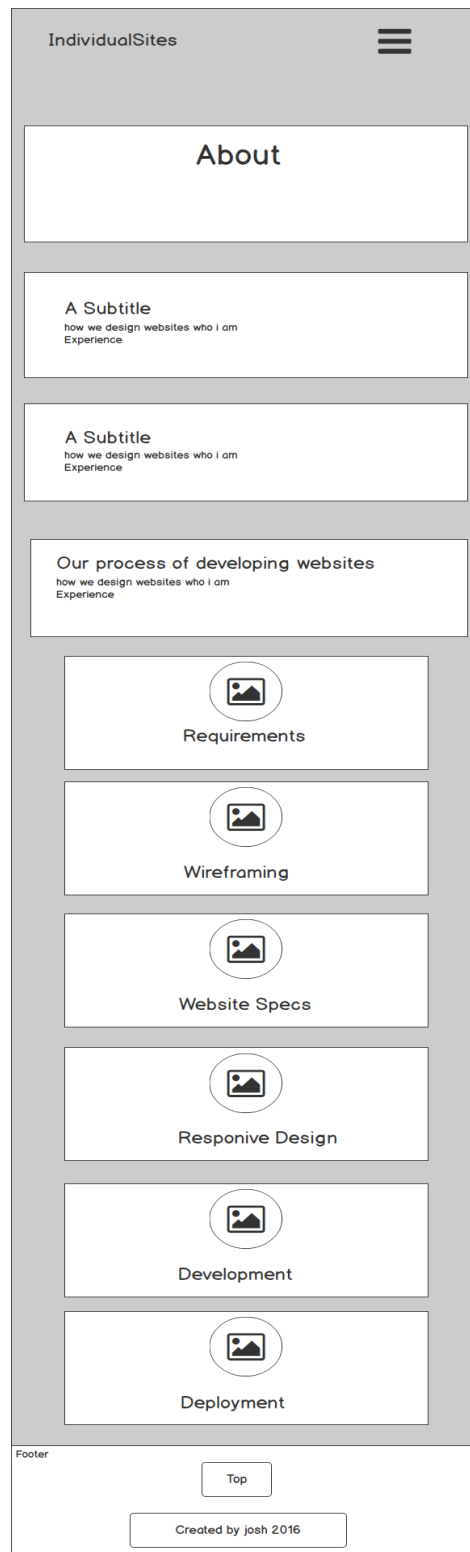 IndividualSites
About
A Subtitle
how we design websites who i am
Experience
A Subtitle
how we design websites who i am
Experience
Our process of developing websites
how we design websites who i am
Experience
Requirements
Wireframing
Website Specs
Responive Design
Development
Deployment
Footer
Top
Created by josh 2016